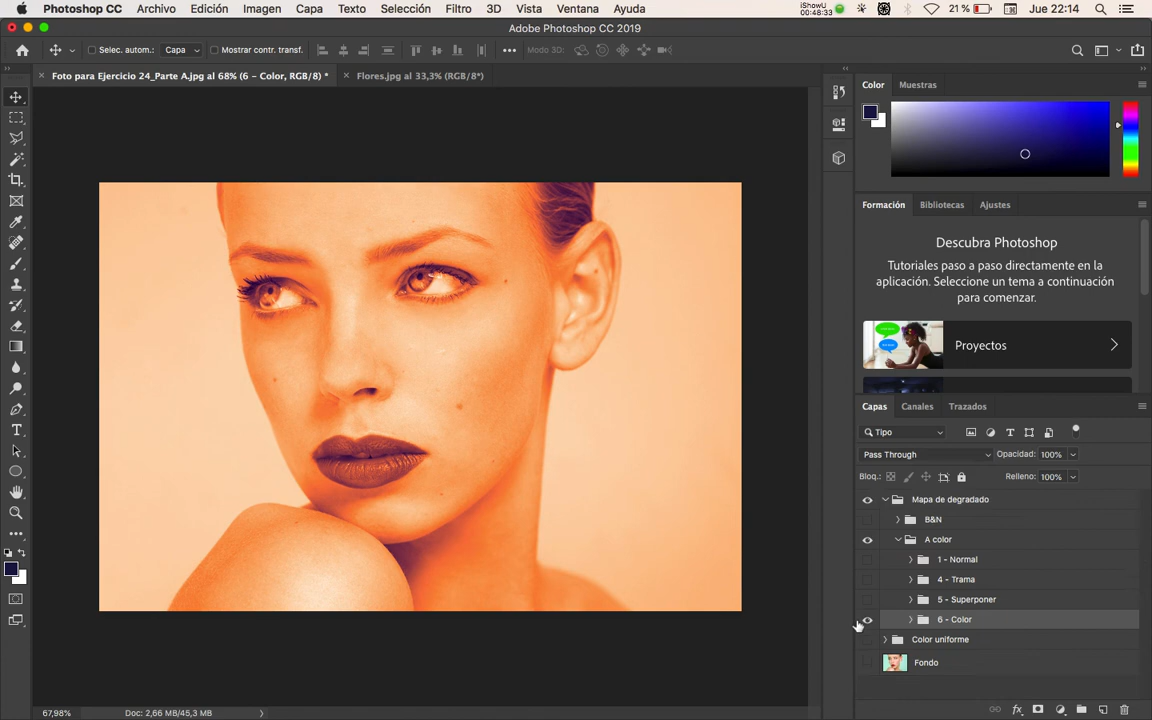 Photoshop CC Archivo Edición Imagen Capa Texto Selección Filtro 3D Vista Ventana Ayuda iShowU 00:48:33 21 % Jue 22:14
Adobe Photoshop CC 2019
Selec. autom.: Capa Mostrar contr. transf. Modo 3D:
Foto para Ejercicio 24_Parte A.jpg al 68% (6 – Color, RGB/8) * Flores.jpg al 33,3% (RGB/8*)
Color Muestras
Formación Bibliotecas Ajustes
Descubra Photoshop
Tutoriales paso a paso directamente en la
aplicación. Seleccione un tema a continuación
para comenzar.
Proyectos
Capas Canales Trazados
Tipo
Pass Through Opacidad: 100%
Bloq.: Relleno: 100%
Mapa de degradado
B&N
A color
1 - Normal
4 - Trama
5 - Superponer
6 - Color
Color uniforme
Fondo
67,98% Doc: 2,66 MB/45,3 MB